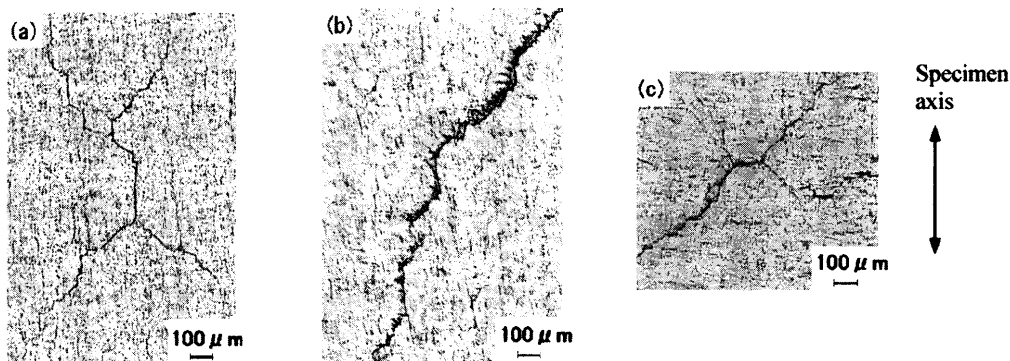 (a)
(b)
(c)
Specimen
axis
100 μ m
100 μ m
100 μ m